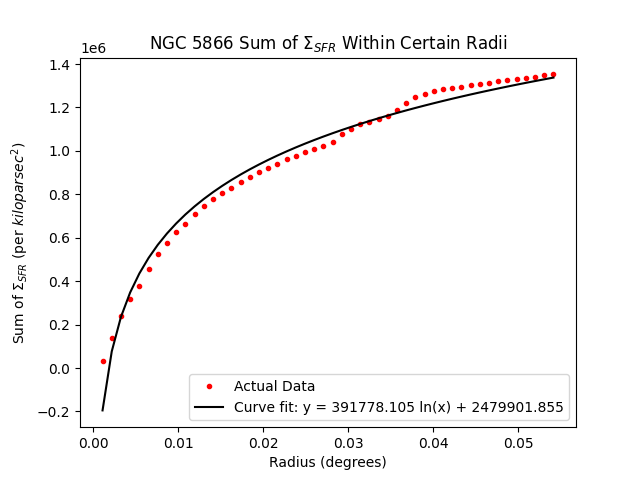 NGC 5866 Sum of Σ_SFR Within Certain Radii
1e6
1.4
1.2
1.0
0.8
0.6
0.4
0.2
0.0
−0.2
Sum of Σ_SFR (per kiloparsec²)
Actual Data
Curve fit: y = 391778.105 ln(x) + 2479901.855
0.00 0.01 0.02 0.03 0.04 0.05
Radius (degrees)